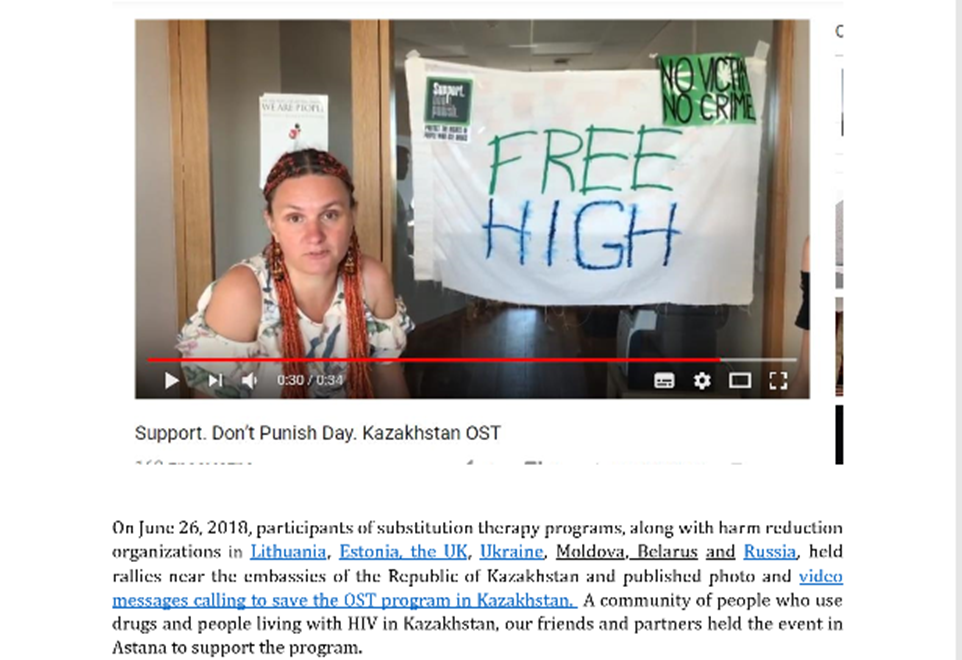 WE ARE PEOPLE
Support.
Don't
punish.
NO VICTIM
NO CRIME
FREE
HIGH
0:30 / 0:34
Support. Don't Punish Day. Kazakhstan OST
On June 26, 2018, participants of substitution therapy programs, along with harm reduction
organizations in Lithuania, Estonia, the UK, Ukraine, Moldova, Belarus and Russia, held
rallies near the embassies of the Republic of Kazakhstan and published photo and video
messages calling to save the OST program in Kazakhstan. A community of people who use
drugs and people living with HIV in Kazakhstan, our friends and partners held the event in
Astana to support the program.